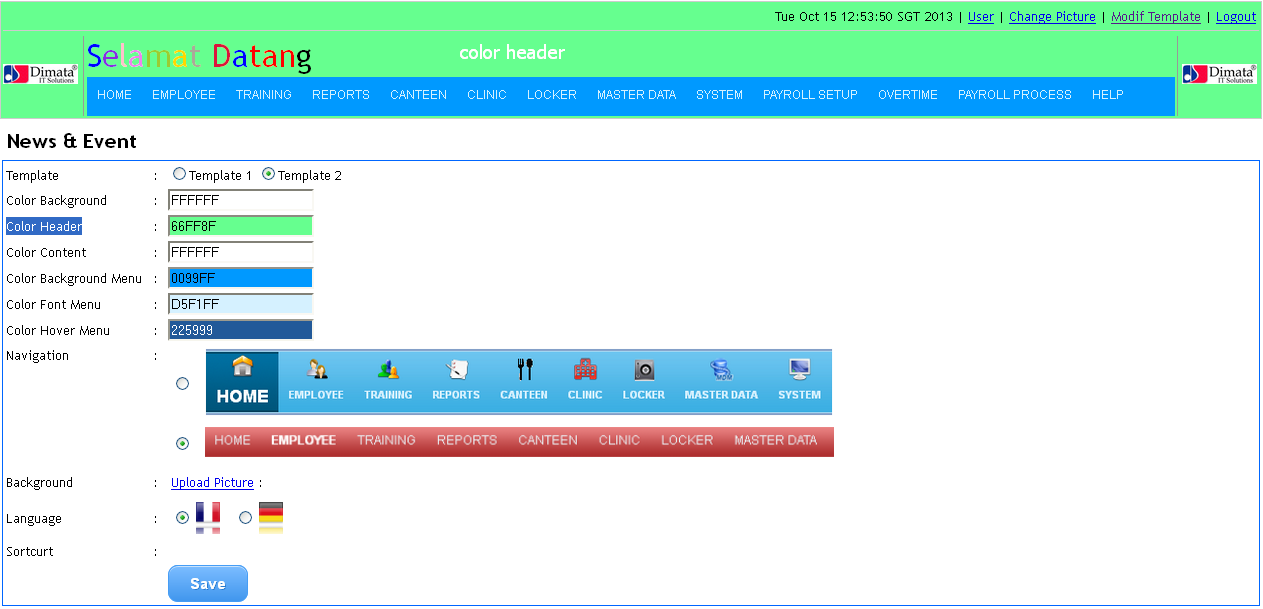 Tue Oct 15 12:53:50 SGT 2013 | User | Change Picture | Modif Template | Logout
Selamat Datang
color header
Dimata®
IT Solutions
Dimata®
IT Solutions
HOME EMPLOYEE TRAINING REPORTS CANTEEN CLINIC LOCKER MASTER DATA SYSTEM PAYROLL SETUP OVERTIME PAYROLL PROCESS HELP
News & Event
Template : Template 1 Template 2
Color Background : FFFFFF
Color Header : 66FF8F
Color Content : FFFFFF
Color Background Menu : 0099FF
Color Font Menu : D5F1FF
Color Hover Menu : 225999
Navigation :
HOME EMPLOYEE TRAINING REPORTS CANTEEN CLINIC LOCKER MASTER DATA SYSTEM
HOME EMPLOYEE TRAINING REPORTS CANTEEN CLINIC LOCKER MASTER DATA
Background : Upload Picture :
Language :
Sortcurt :
Save